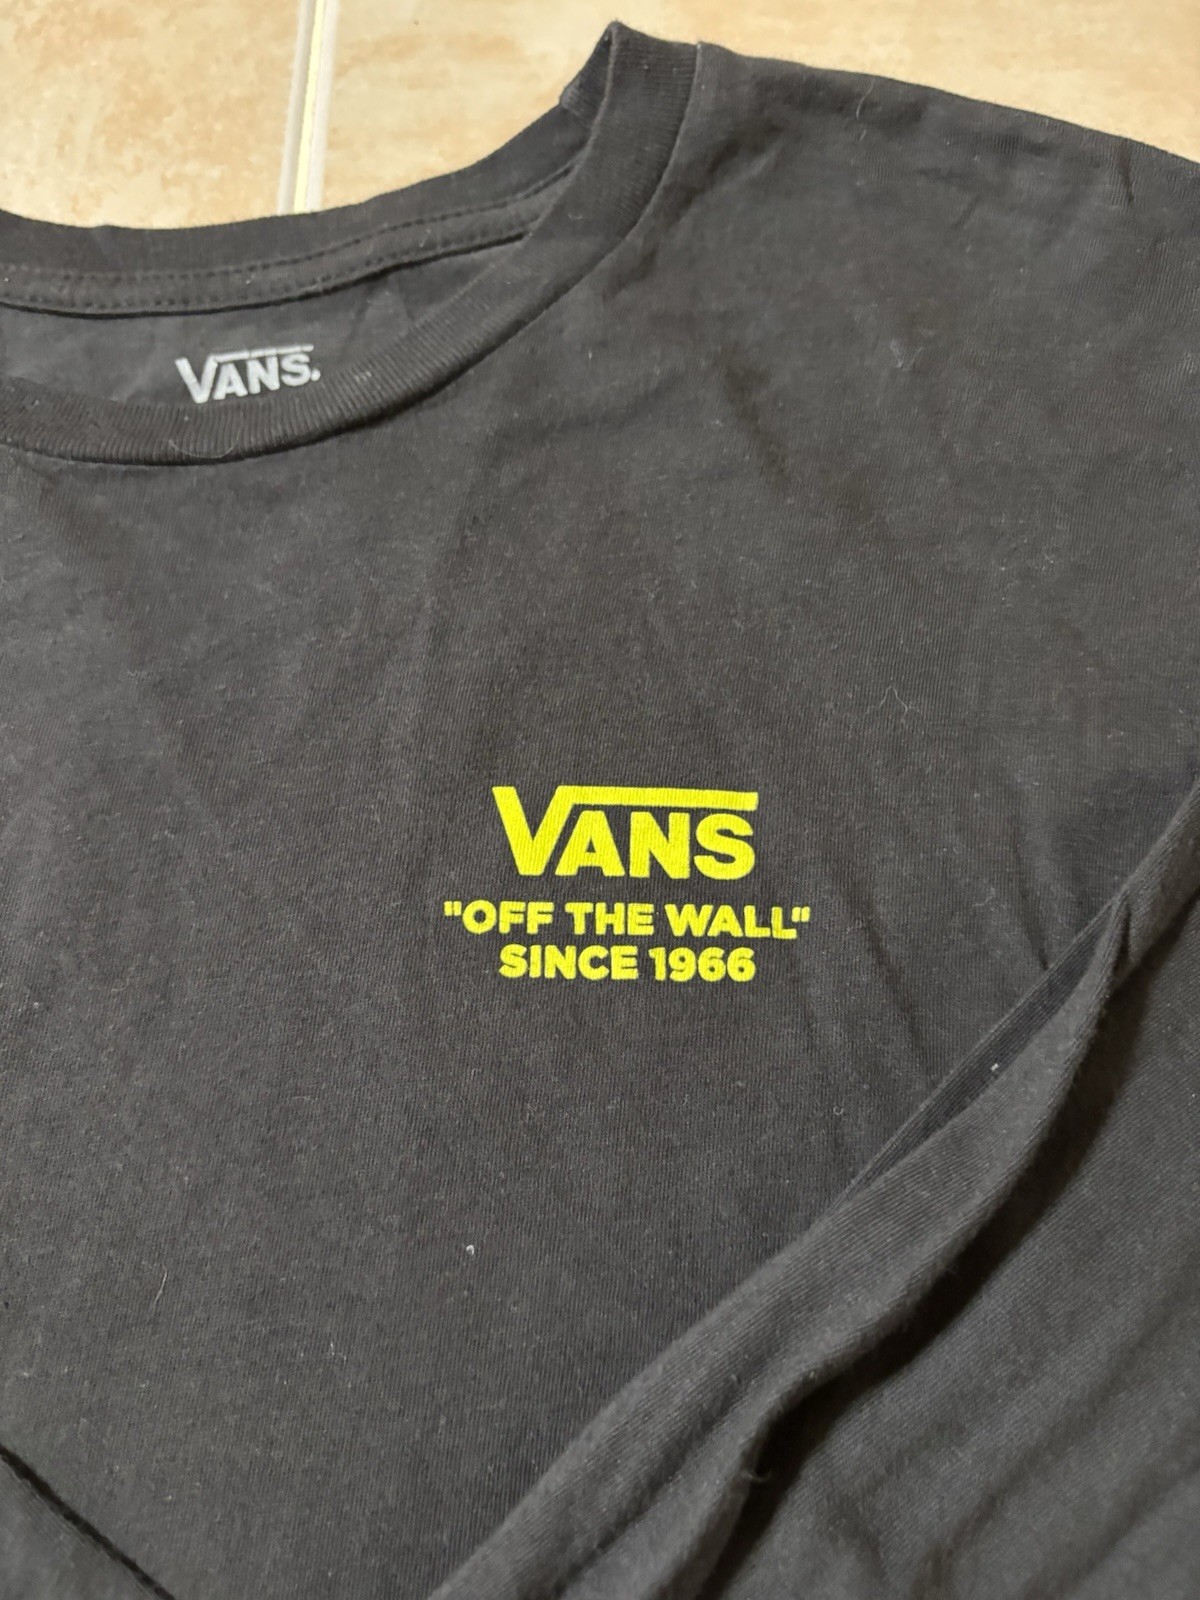 VANS.
VANS
"OFF THE WALL"
SINCE 1966